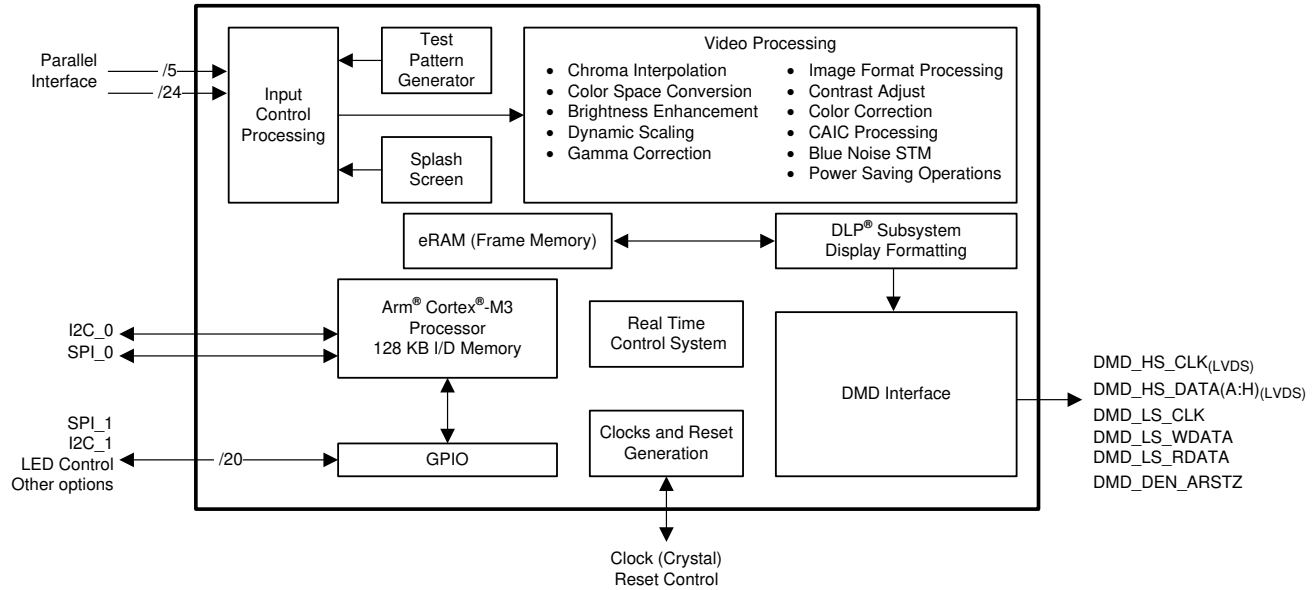 Parallel
Interface
/5
/24
Input
Control
Processing
Test
Pattern
Generator
Splash
Screen
Video Processing
• Chroma Interpolation
• Color Space Conversion
• Brightness Enhancement
• Dynamic Scaling
• Gamma Correction
• Image Format Processing
• Contrast Adjust
• Color Correction
• CAIC Processing
• Blue Noise STM
• Power Saving Operations
eRAM (Frame Memory)
DLP® Subsystem
Display Formatting
I2C_0
SPI_0
Arm® Cortex®-M3
Processor
128 KB I/D Memory
Real Time
Control System
DMD Interface
DMD_HS_CLK(LVDS)
DMD_HS_DATA(A:H)(LVDS)
DMD_LS_CLK
DMD_LS_WDATA
DMD_LS_RDATA
DMD_DEN_ARSTZ
SPI_1
I2C_1
LED Control
Other options
/20
GPIO
Clocks and Reset
Generation
Clock (Crystal)
Reset Control